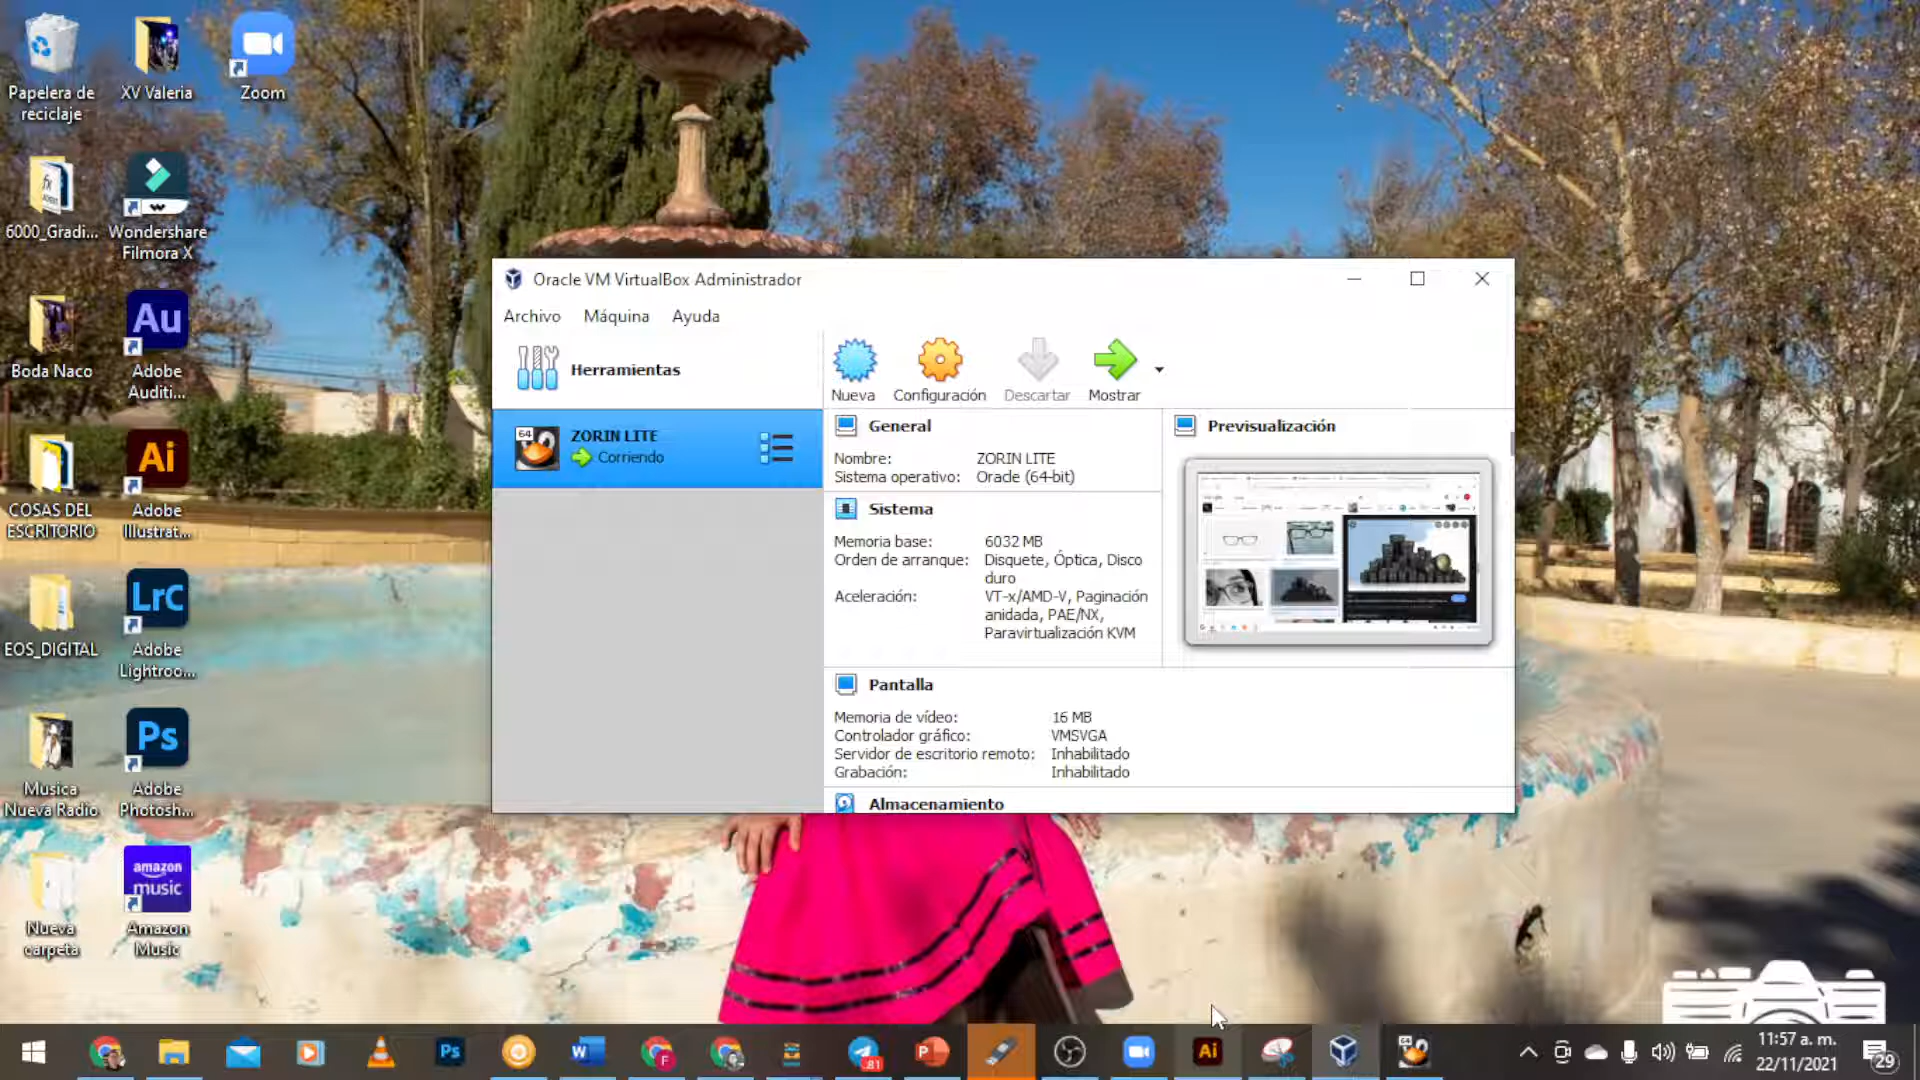 Papelera de
reciclaje
XV Valeria
Zoom
6000_Gradi...
Wondershare
Filmora X
Boda Naco
Au
Adobe
Auditi...
COSAS DEL
ESCRITORIO
Ai
Adobe
Illustrat...
EOS_DIGITAL
LrC
Adobe
Lightroo...
Musica
Nueva Radio
Ps
Adobe
Photosh...
Nueva
carpeta
amazon
music
Amazon
Music
Oracle VM VirtualBox Administrador
Archivo Máquina Ayuda
Herramientas
Nueva Configuración Descartar Mostrar
64
ZORIN LITE
Corriendo
General
Nombre: ZORIN LITE
Sistema operativo: Oracle (64-bit)
Sistema
Memoria base: 6032 MB
Orden de arranque: Disquete, Óptica, Disco
duro
Aceleración: VT-x/AMD-V, Paginación
anidada, PAE/NX,
Paravirtualización KVM
Previsualización
Pantalla
Memoria de vídeo: 16 MB
Controlador gráfico: VMSVGA
Servidor de escritorio remoto: Inhabilitado
Grabación: Inhabilitado
Almacenamiento
Ps
W
F
81
P
Ai
11:57 a. m.
22/11/2021
29